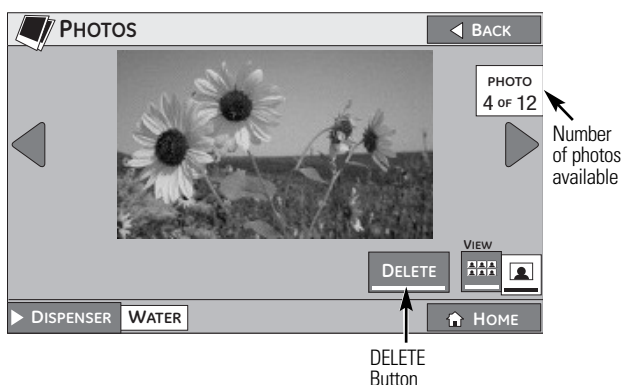 PHOTOS
BACK
PHOTO
4 OF 12
Number
of photos
available
VIEW
DELETE
DISPENSER WATER
HOME
DELETE
Button